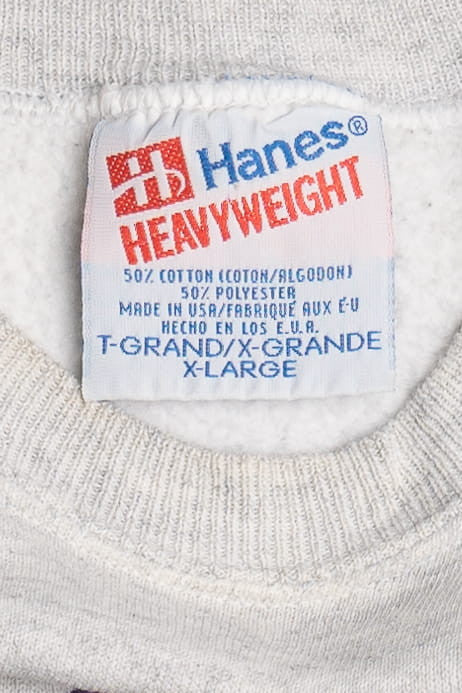 Hanes®
HEAVYWEIGHT
50% COTTON (COTON/ALGODON)
50% POLYESTER
MADE IN USA/FABRIQUÉ AUX É-U
HECHO EN LOS E.U.A.
T-GRAND/X-GRANDE
X-LARGE